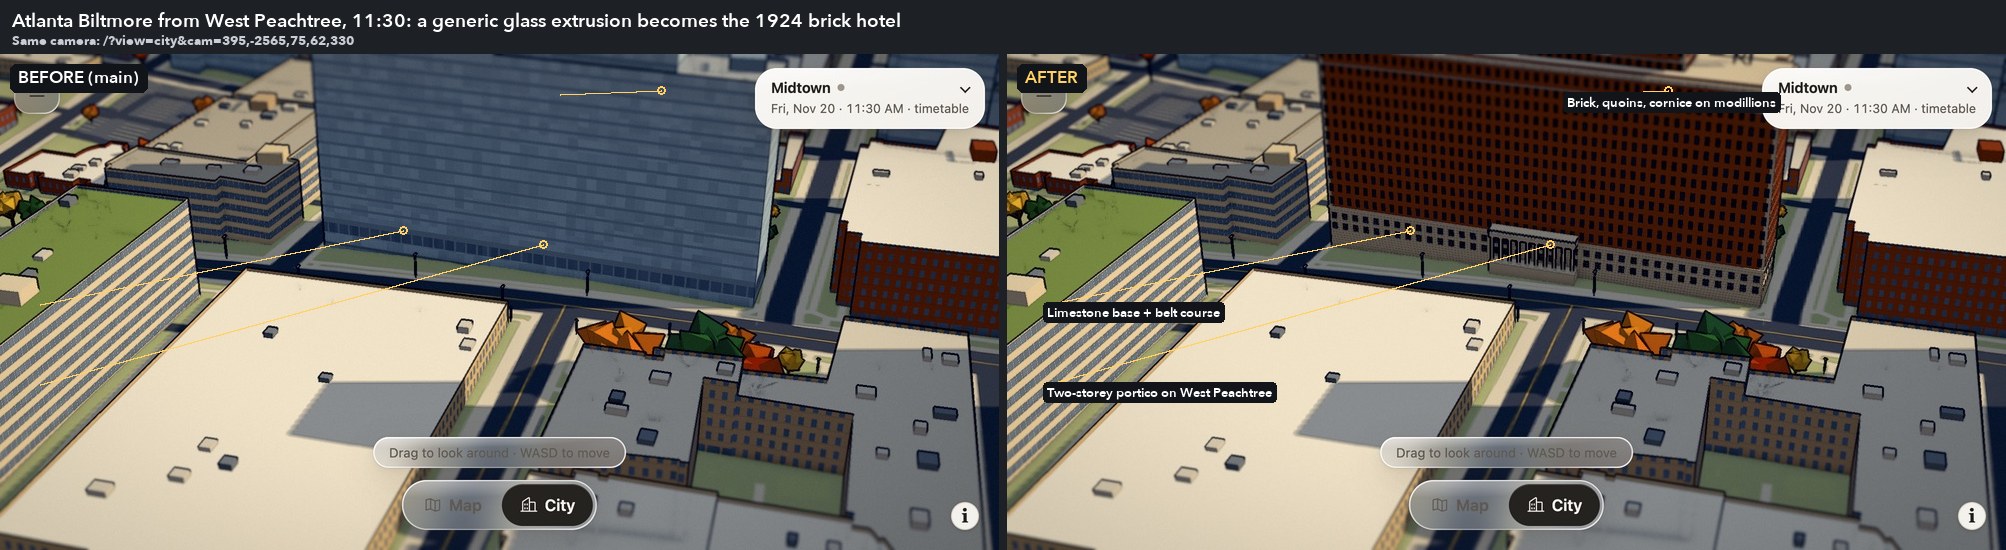 Atlanta Biltmore from West Peachtree, 11:30: a generic glass extrusion becomes the 1924 brick hotel
Same camera: /?view=city&cam=395,-2565,75,62,330
BEFORE (main)
Midtown
Fri, Nov 20 · 11:30 AM · timetable
Drag to look around · WASD to move
Map
City
i
AFTER
Midtown
Fri, Nov 20 · 11:30 AM · timetable
Brick, quoins, cornice on modillions
Limestone base + belt course
Two-storey portico on West Peachtree
Drag to look around · WASD to move
Map
City
i